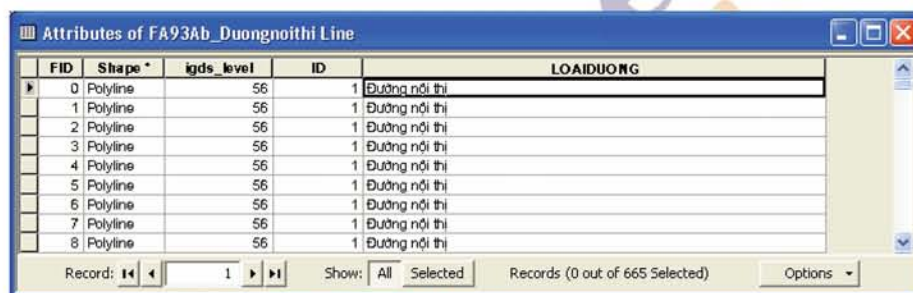 Attributes of FA93Ab_Duongnoithi Line
FID Shape * igds_level ID LOAIDUONG
0 Polyline 56 1 Đường nội thị
1 Polyline 56 1 Đường nội thị
2 Polyline 56 1 Đường nội thị
3 Polyline 56 1 Đường nội thị
4 Polyline 56 1 Đường nội thị
5 Polyline 56 1 Đường nội thị
6 Polyline 56 1 Đường nội thị
7 Polyline 56 1 Đường nội thị
8 Polyline 56 1 Đường nội thị
Record: 1 Show: All Selected Records (0 out of 665 Selected) Options